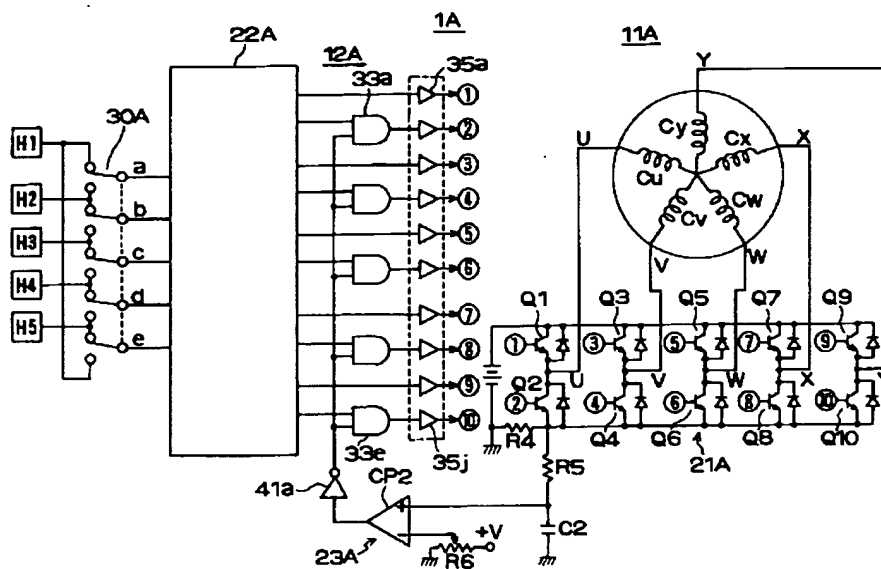 1A
11A
22A
12A
35a
33a
Y
30A
H1
a
①
②
U
Cy
Cx
X
H2
b
③
Cu
④
Cw
H3
c
⑤
Cv
H4
d
⑥
V
W
H5
e
⑦
Q1
Q3
Q5
Q7
Q9
⑧
①
③
⑤
⑦
⑨
⑨
Q2
U
V
W
X
⑩
②
④
⑥
⑧
⑩
33e
35j
R4
Q4
Q6
Q8
Q10
21A
41a
CP2
R5
+
−
+V
C2
23A
R6